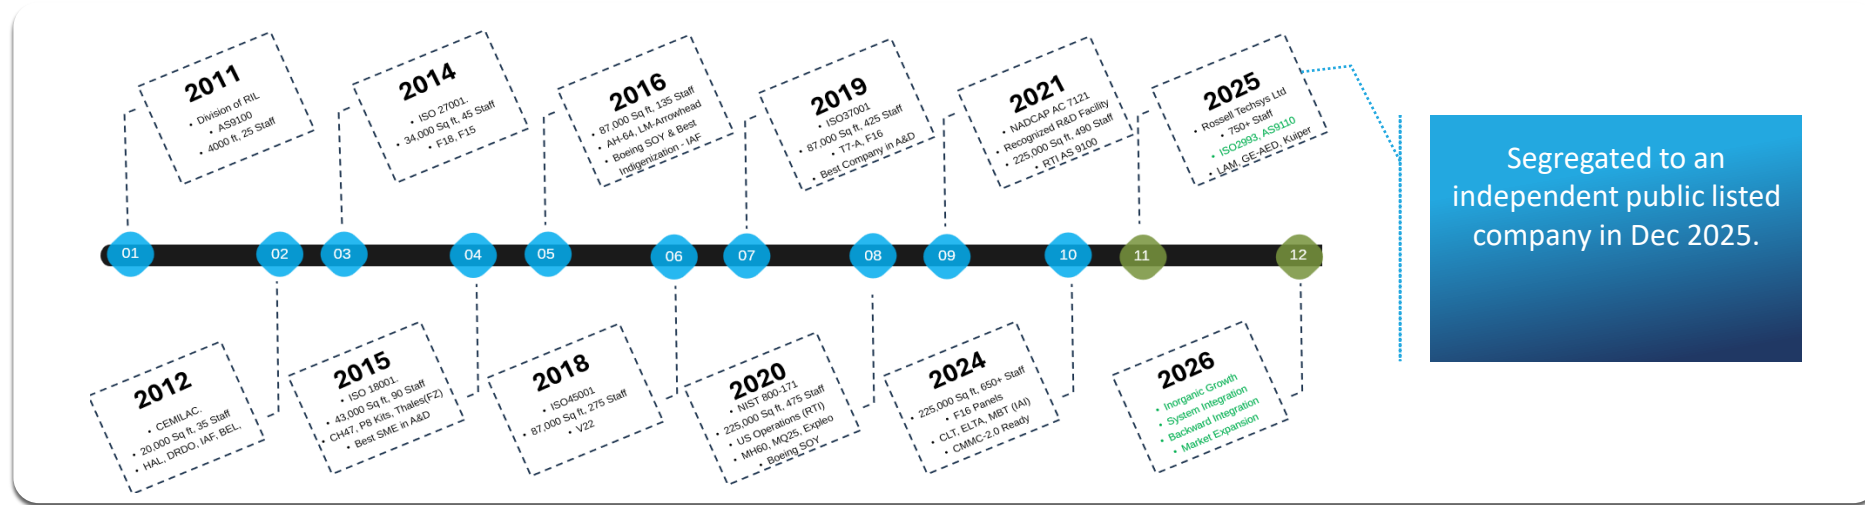 2011
• Division of RIL
• AS9100
• 4000 ft, 25 Staff
2014
• ISO 27001.
• 34,000 Sq ft, 45 Staff
• F18, F15
2016
• 87,000 Sq ft, 135 Staff
• AH-64, LM-Arrowhead
• Boeing SOY & Best
Indigenization - IAF
2019
• ISO37001
• 87,000 Sq ft, 425 Staff
• T7-A, F16
• Best Company in A&D
2021
• NADCAP AC 7121
• Recognized R&D Facility
• 225,000 Sq ft, 490 Staff
• RTI AS 9100
2025
• Rossell Techsys Ltd
• 750+ Staff
• ISO2993, AS9110
• LAM, GE-AED, Kuiper
Segregated to an
independent public listed
company in Dec 2025.
01
02
03
04
05
06
07
08
09
10
11
12
2012
• CEMILAC.
• 20,000 Sq ft, 35 Staff
• HAL, DRDO, IAF, BEL,
2015
• ISO 18001.
• 43,000 Sq ft, 90 Staff
• CH47, P8 Kits, Thales(FZ)
• Best SME in A&D
2018
• ISO45001
• 87,000 Sq ft, 275 Staff
• V22
2020
• NIST 800-171
• 225,000 Sq ft, 475 Staff
• US Operations (RTI)
• MH60, MQ25, Expleo
• Boeing SOY
2024
• 225,000 Sq ft, 650+ Staff
• F16 Panels
• CLT, ELTA, MBT (IAI)
• CMMC-2.0 Ready
2026
• Inorganic Growth
• System Integration
• Backward Integration
• Market Expansion